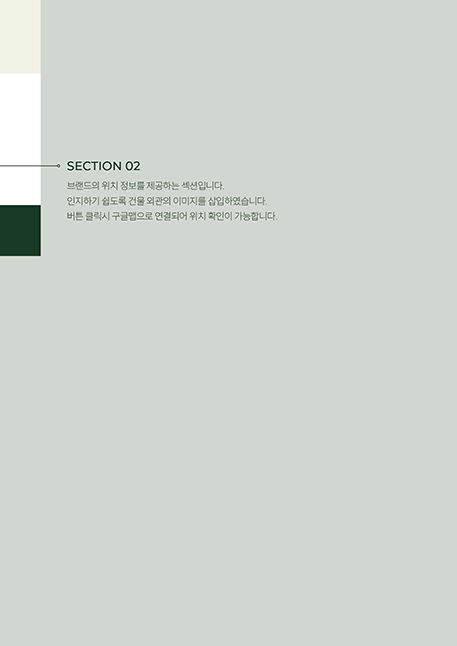 SECTION 02
브랜드의 위치 정보를 제공하는 섹션입니다.
인지하기 쉽도록 건물 외관의 이미지를 삽입하였습니다.
버튼 클릭시 구글맵으로 연결되어 위치 확인이 가능합니다.